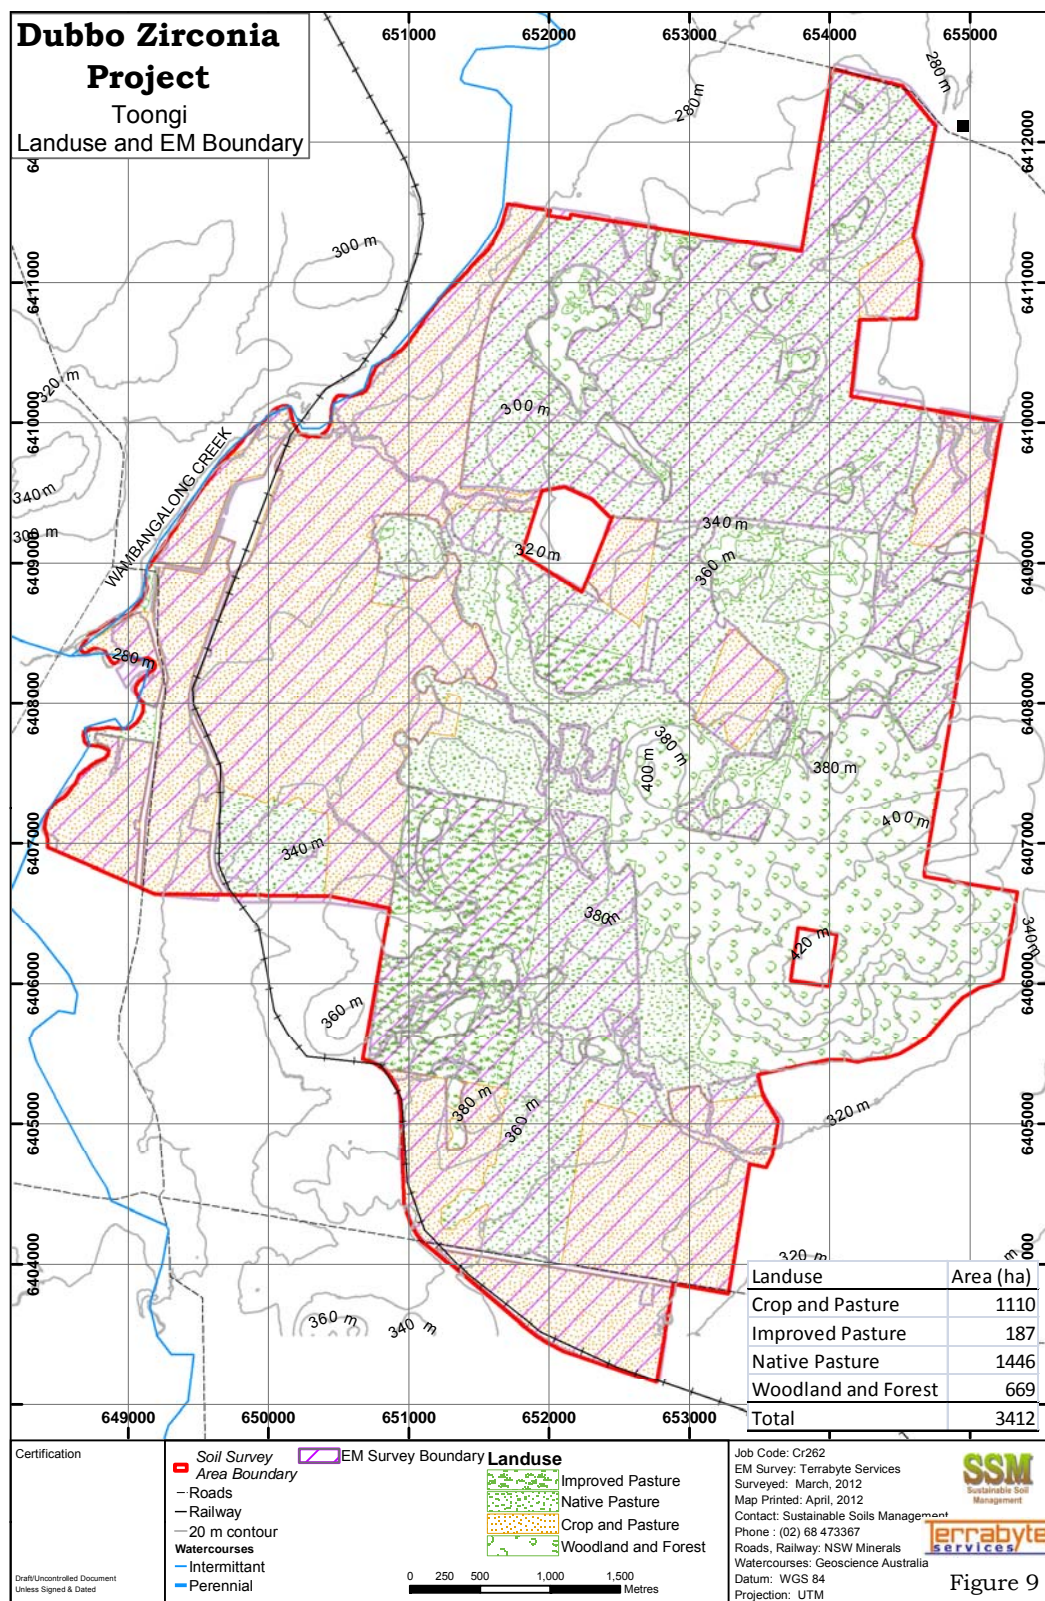 Dubbo Zirconia
Project
Toongi
Landuse and EM Boundary
651000
652000
653000
654000
655000
280 m
280 m
6412000
6412000
300 m
6411000
6411000
320 m
300 m
6410000
6410000
WAMBANGALONG CREEK
340 m
300 m
340 m
320m
360 m
6409000
6409000
280 m
6408000
6408000
380 m
400 m
380 m
400 m
340 m
6407000
6407000
380m
420 m
340m
6406000
6406000
360 m
380 m
360 m
320 m
6405000
6405000
320 m
m
000
6404000
360 m
340 m
Landuse Area (ha)
Crop and Pasture 1110
Improved Pasture 187
Native Pasture 1446
Woodland and Forest 669
Total 3412
649000
650000
651000
652000
653000
Certification
Draft/Uncontrolled Document
Unless Signed & Dated
Soil Survey
Area Boundary
Roads
Railway
20 m contour
Watercourses
Intermittant
Perennial
EM Survey Boundary
Landuse
Improved Pasture
Native Pasture
Crop and Pasture
Woodland and Forest
0 250 500 1,000 1,500
Metres
Job Code: Cr262
EM Survey: Terrabyte Services
Surveyed: March, 2012
Map Printed: April, 2012
Contact: Sustainable Soils Management
Phone : (02) 68 473367
Roads, Railway: NSW Minerals
Watercourses: Geoscience Australia
Datum: WGS 84
Projection: UTM
SSM
Sustainable Soil
Management
Terrabyte
services
Figure 9